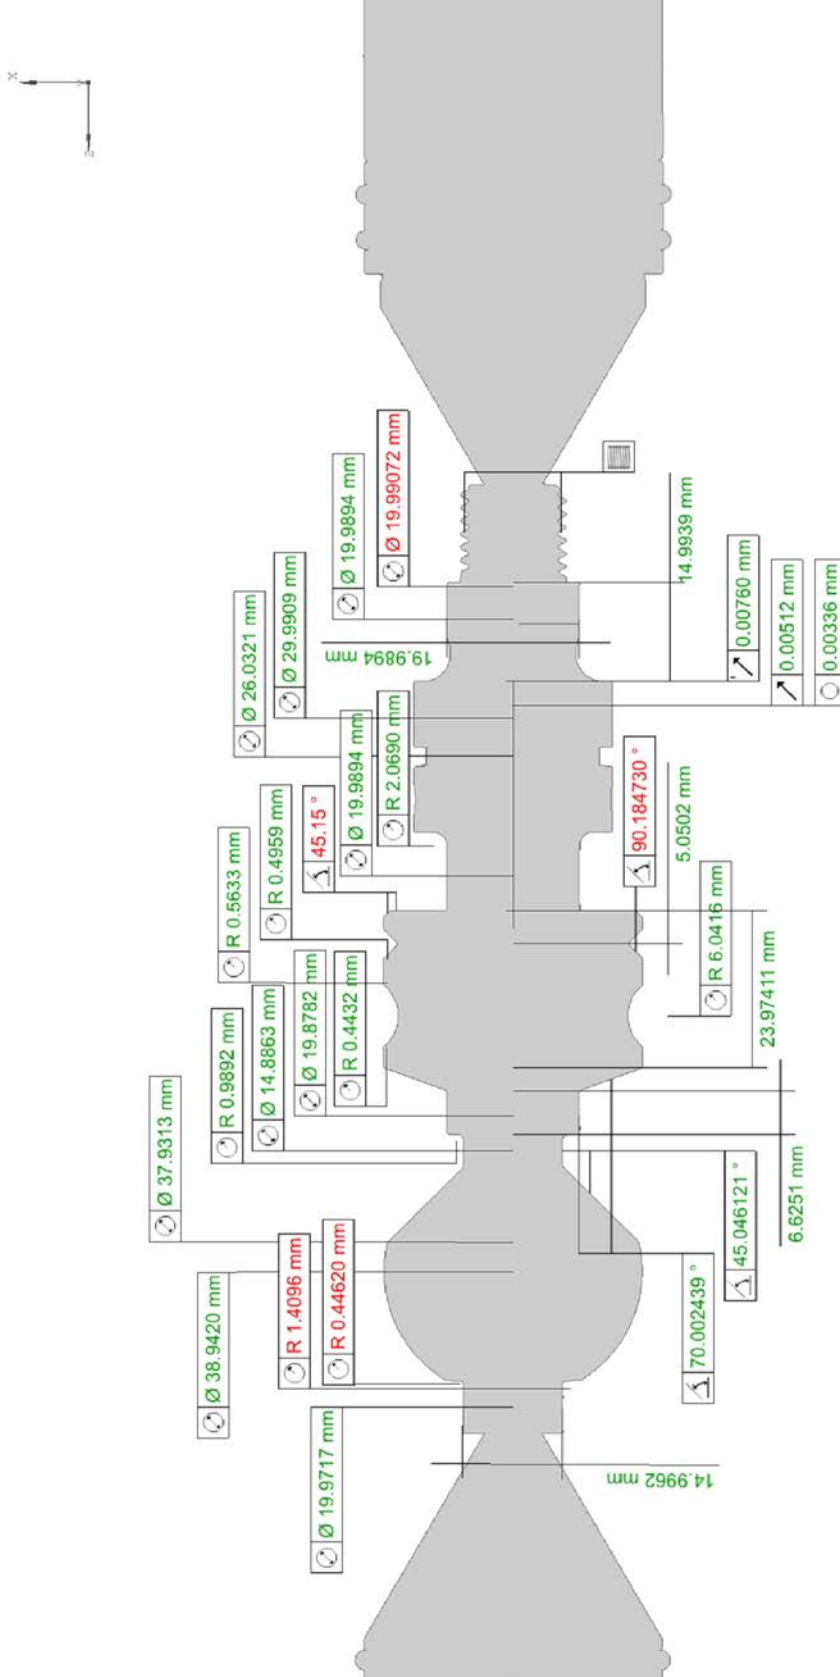 X
Z
Ø 19.99072 mm
Ø 19.9894 mm
14.9939 mm
Ø 29.9909 mm
Ø 26.0321 mm
19.9894 mm
0.00760 mm
0.00512 mm
0.00336 mm
R 2.0690 mm
Ø 19.9894 mm
45.15 °
R 0.4959 mm
R 0.5633 mm
90.184730 °
5.0502 mm
R 6.0416 mm
23.97411 mm
R 0.4432 mm
Ø 19.8782 mm
Ø 14.8863 mm
R 0.9892 mm
Ø 37.9313 mm
6.6251 mm
45.046121 °
70.002439 °
R 0.44620 mm
R 1.4096 mm
Ø 38.9420 mm
Ø 19.9717 mm
14.9962 mm